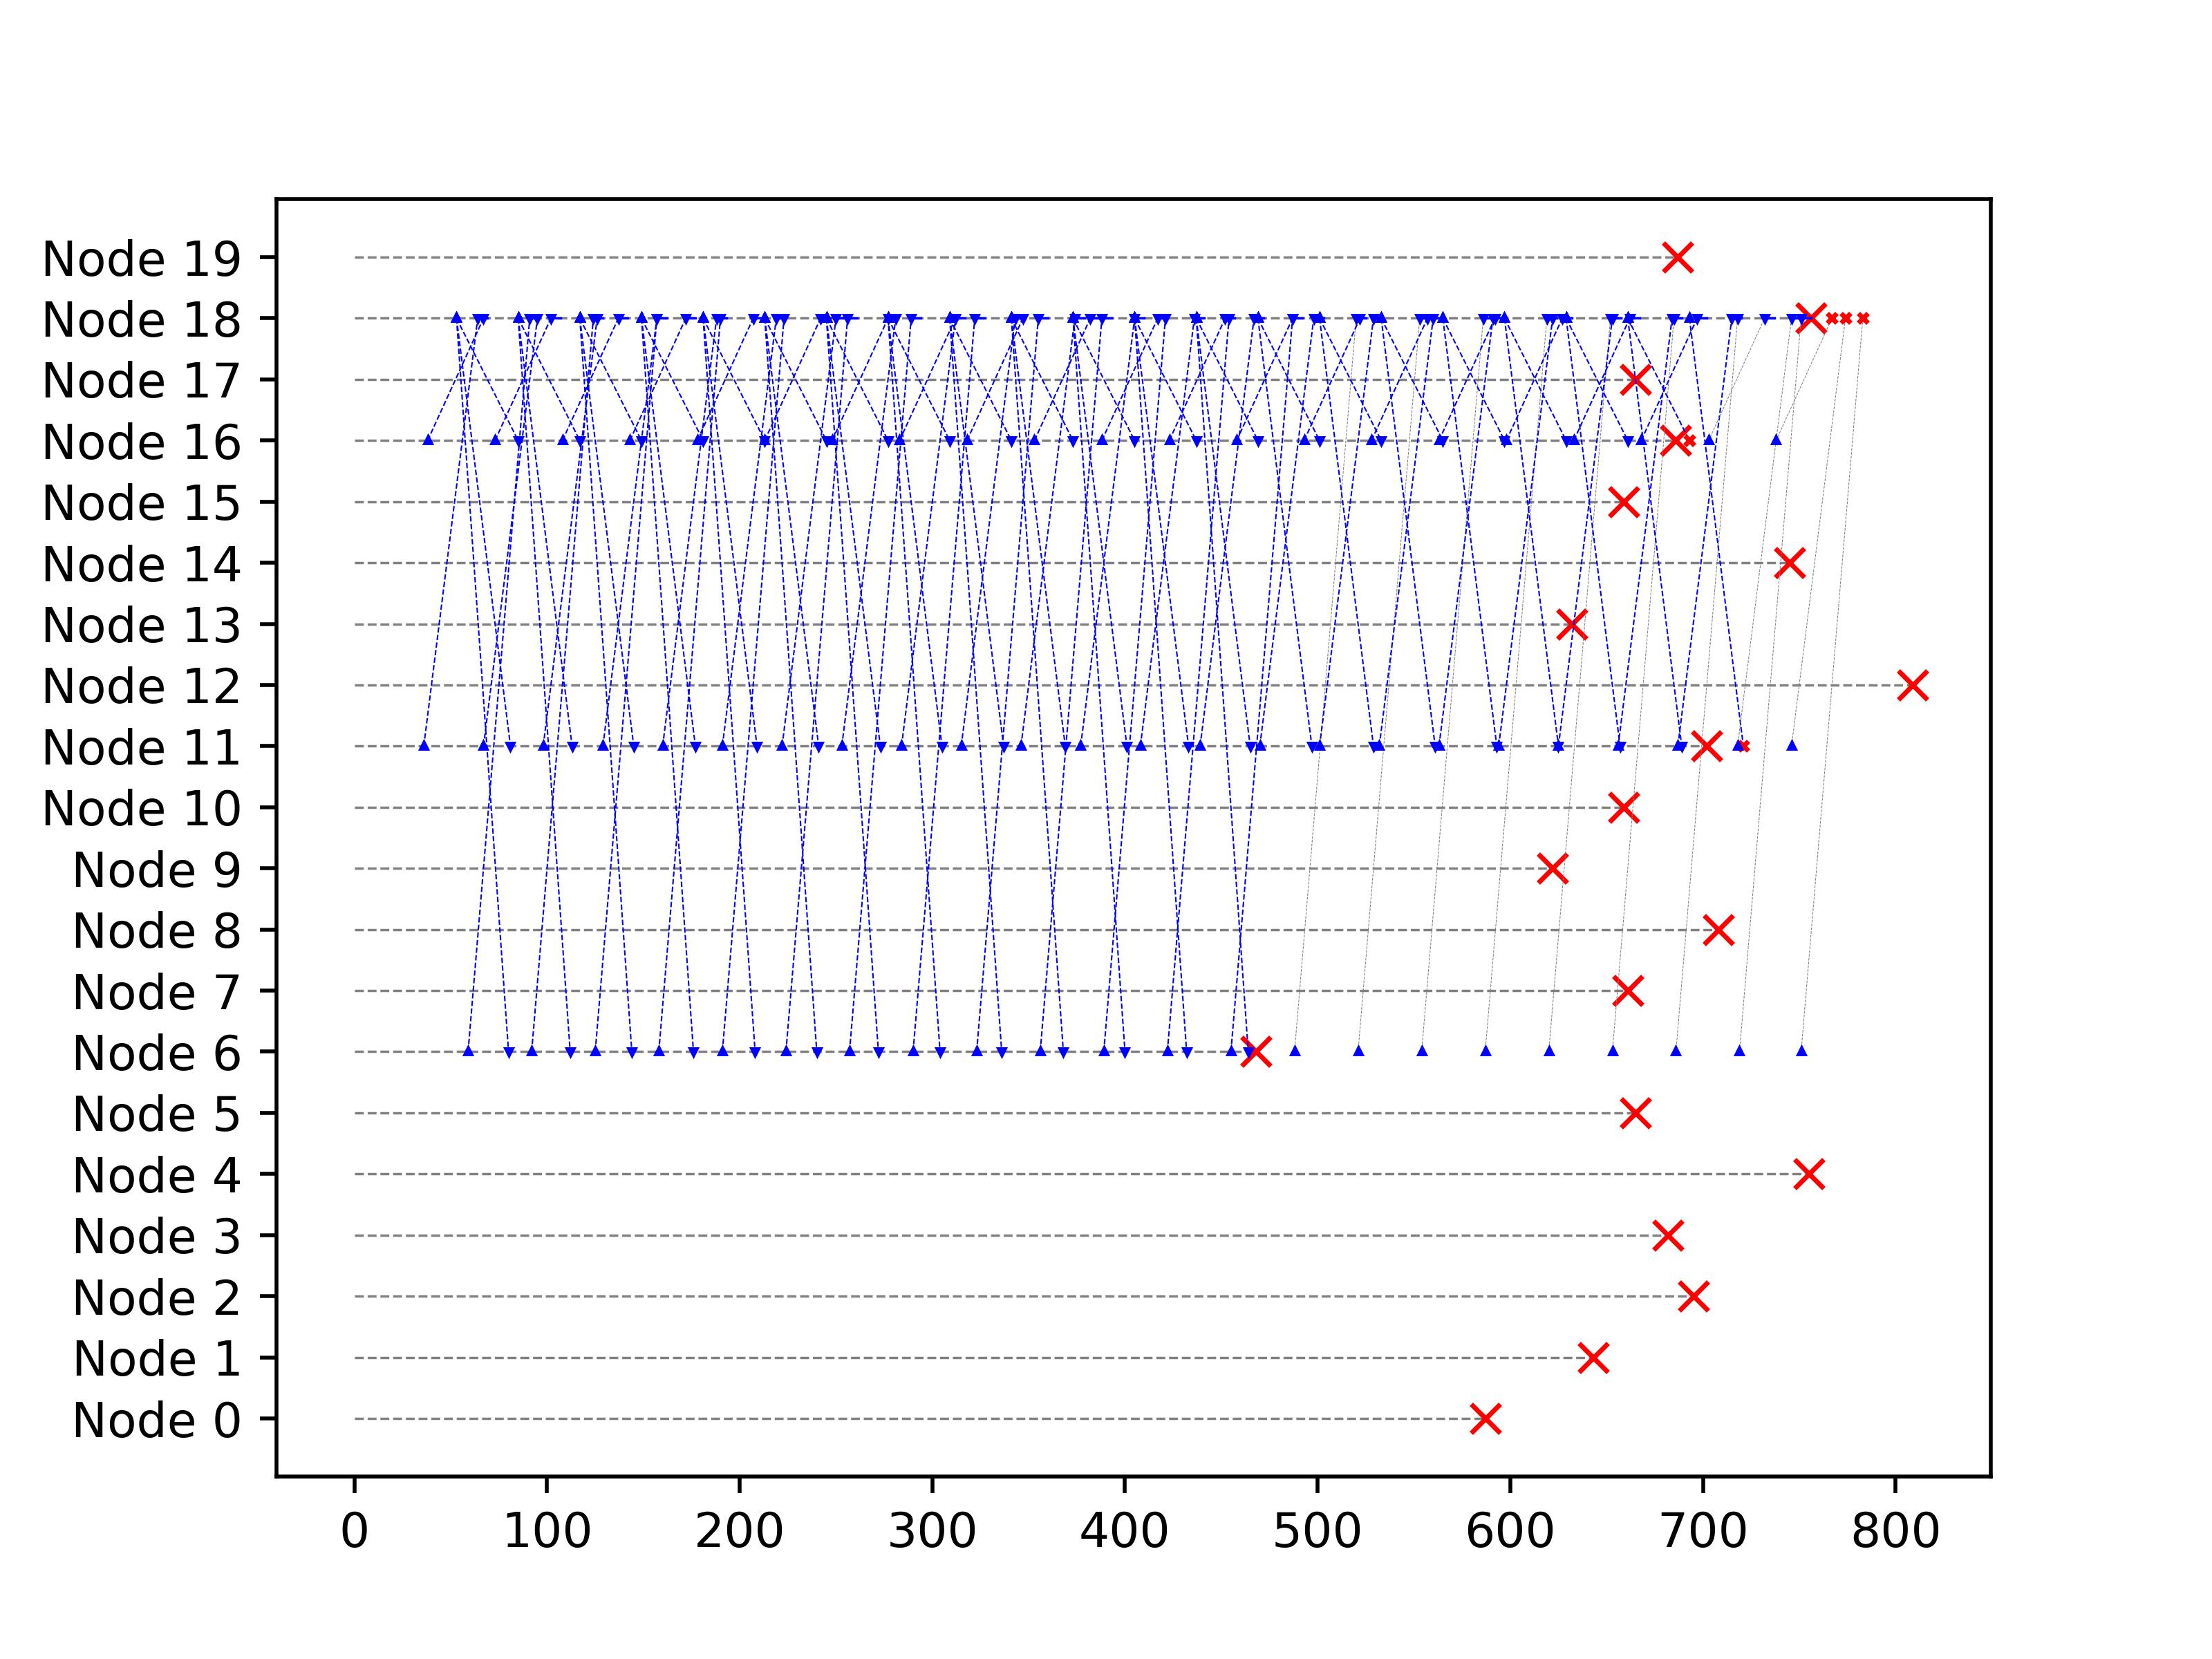 Node 19
Node 18
Node 17
Node 16
Node 15
Node 14
Node 13
Node 12
Node 11
Node 10
Node 9
Node 8
Node 7
Node 6
Node 5
Node 4
Node 3
Node 2
Node 1
Node 0
0 100 200 300 400 500 600 700 800